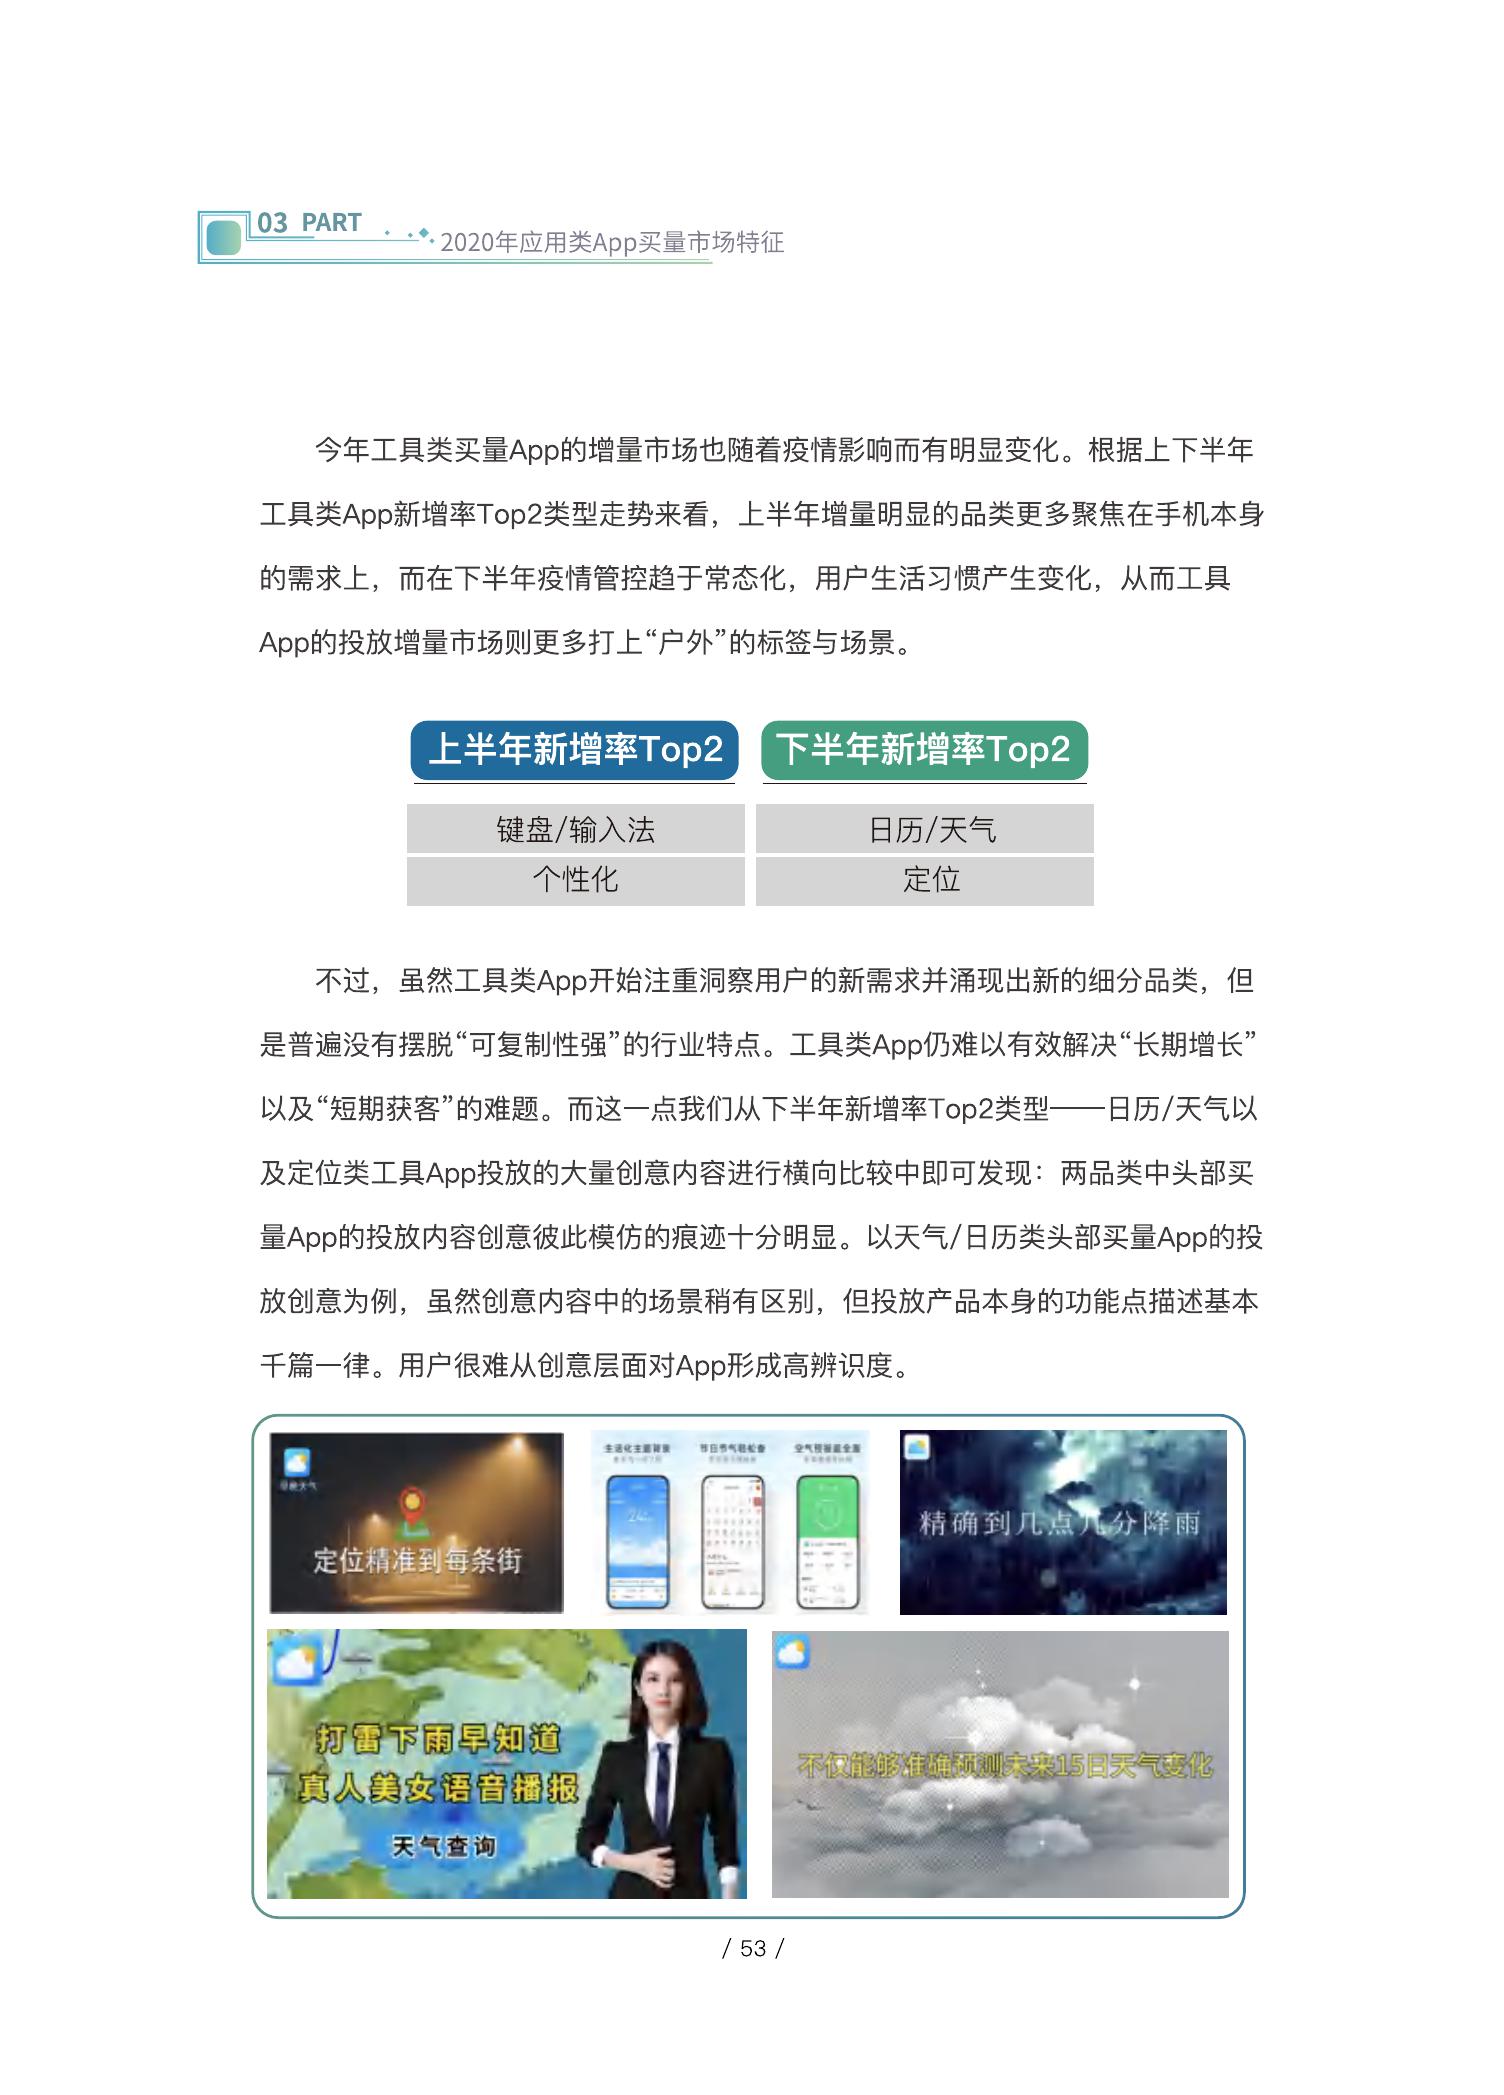 03 PART
2020年应用类App买量市场特征
今年工具类买量App的增量市场也随着疫情影响而有明显变化。根据上下半年
工具类App新增率Top2类型走势来看，上半年增量明显的品类更多聚焦在手机本身
的需求上，而在下半年疫情管控趋于常态化，用户生活习惯产生变化，从而工具
App的投放增量市场则更多打上“户外”的标签与场景。
上半年新增率Top2 下半年新增率Top2
键盘/输入法 日历/天气
个性化 定位
不过，虽然工具类App开始注重洞察用户的新需求并涌现出新的细分品类，但
是普遍没有摆脱“可复制性强”的行业特点。工具类App仍难以有效解决“长期增长”
以及“短期获客”的难题。而这一点我们从下半年新增率Top2类型——日历/天气以
及定位类工具App投放的大量创意内容进行横向比较中即可发现：两品类中头部买
量App的投放内容创意彼此模仿的痕迹十分明显。以天气/日历类头部买量App的投
放创意为例，虽然创意内容中的场景稍有区别，但投放产品本身的功能点描述基本
千篇一律。用户很难从创意层面对App形成高辨识度。
定位精准到每条街
生活化主题背景 节日节气轻松查 空气预报超全面
精确到几点几分降雨
打雷下雨早知道
真人美女语音播报
天气查询
不仅能够准确预测未来15日天气变化
/ 53 /